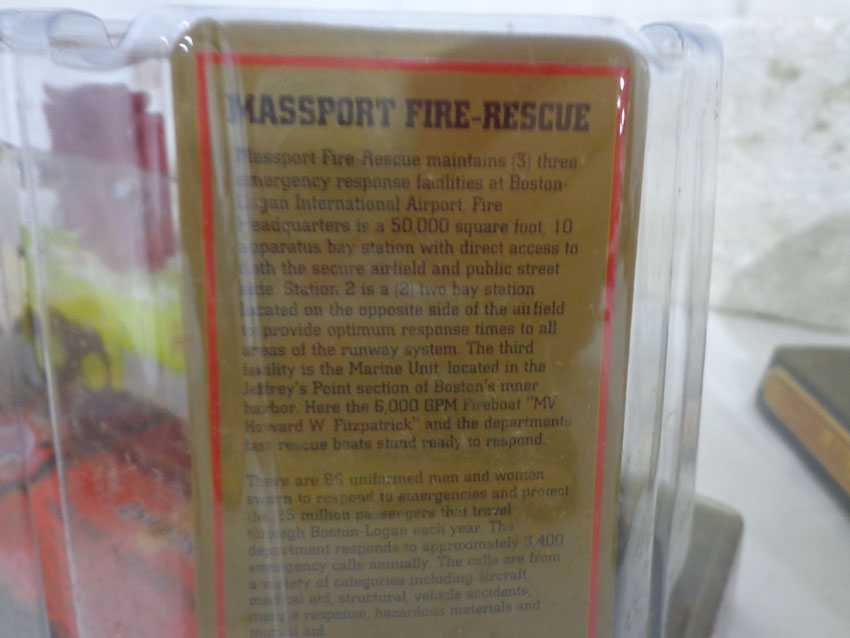 MASSPORT FIRE-RESCUE
Massport Fire-Rescue maintains (3) three
emergency response facilities at Boston-
Logan International Airport. Fire
Headquarters is a 50,000 square foot, 10
apparatus bay station with direct access to
both the secure airfield and public street
side. Station 2 is a (2) two bay station
located on the opposite side of the airfield
to provide optimum response times to all
areas of the runway system. The third
facility is the Marine Unit, located in the
Jeffrey's Point section of Boston's inner
harbor. Here the 6,000 GPM Fireboat "MV
Howard W. Fitzpatrick" and the departments
fast rescue boats stand ready to respond.
There are uniformed men and women
sworn to respond to emergencies and protect
the 25 million passengers that travel
through Boston-Logan each year. The
department responds to approximately 3,400
emergency calls annually. The calls are from
a variety of categories including aircraft,
medical aid, structural, vehicle accidents,
marine response, hazardous materials and
mutual aid.